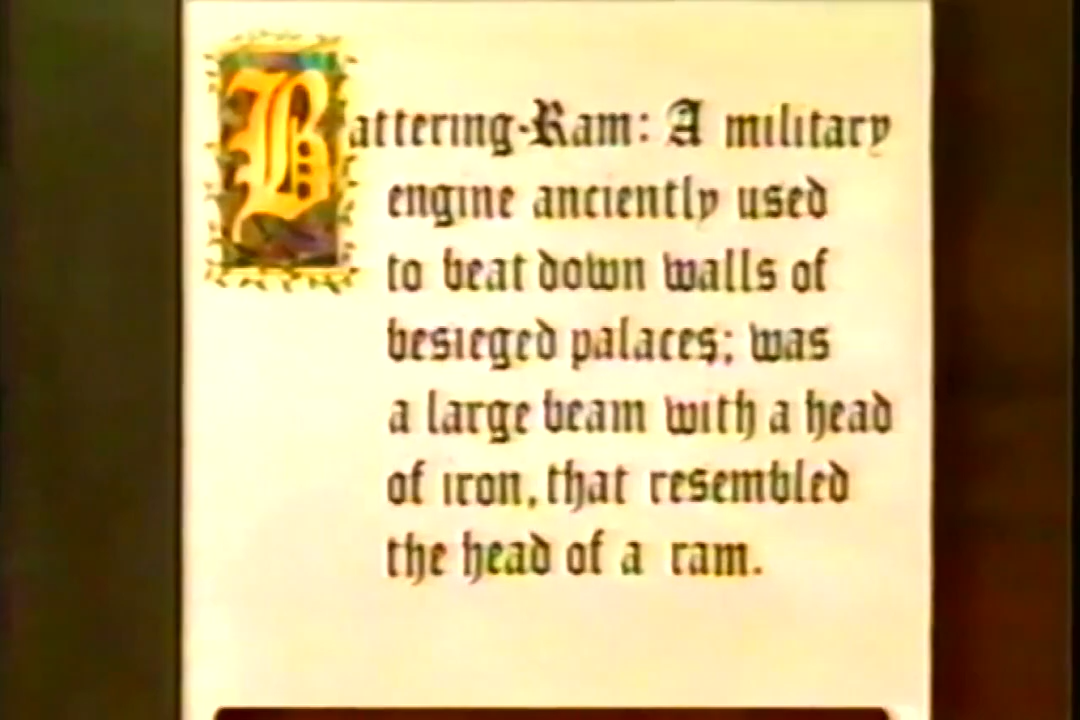 Battering-Ram: A military
engine anciently used
to beat down walls of
besieged palaces; was
a large beam with a head
of iron, that resembled
the head of a ram.